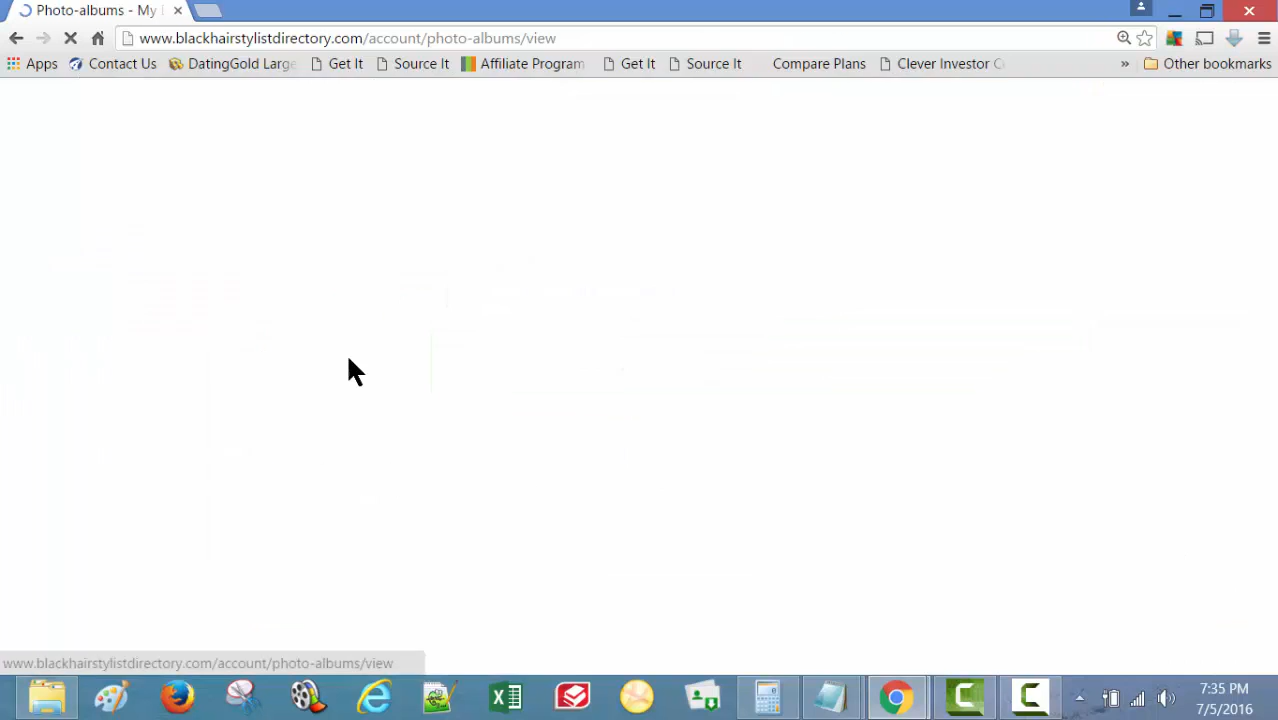 Photo-albums - My
www.blackhairstylistdirectory.com/account/photo-albums/view
Apps Contact Us DatingGold Large Get It Source It Affiliate Program Get It Source It Compare Plans Clever Investor » Other bookmarks
www.blackhairstylistdirectory.com/account/photo-albums/view
7:35 PM
7/5/2016